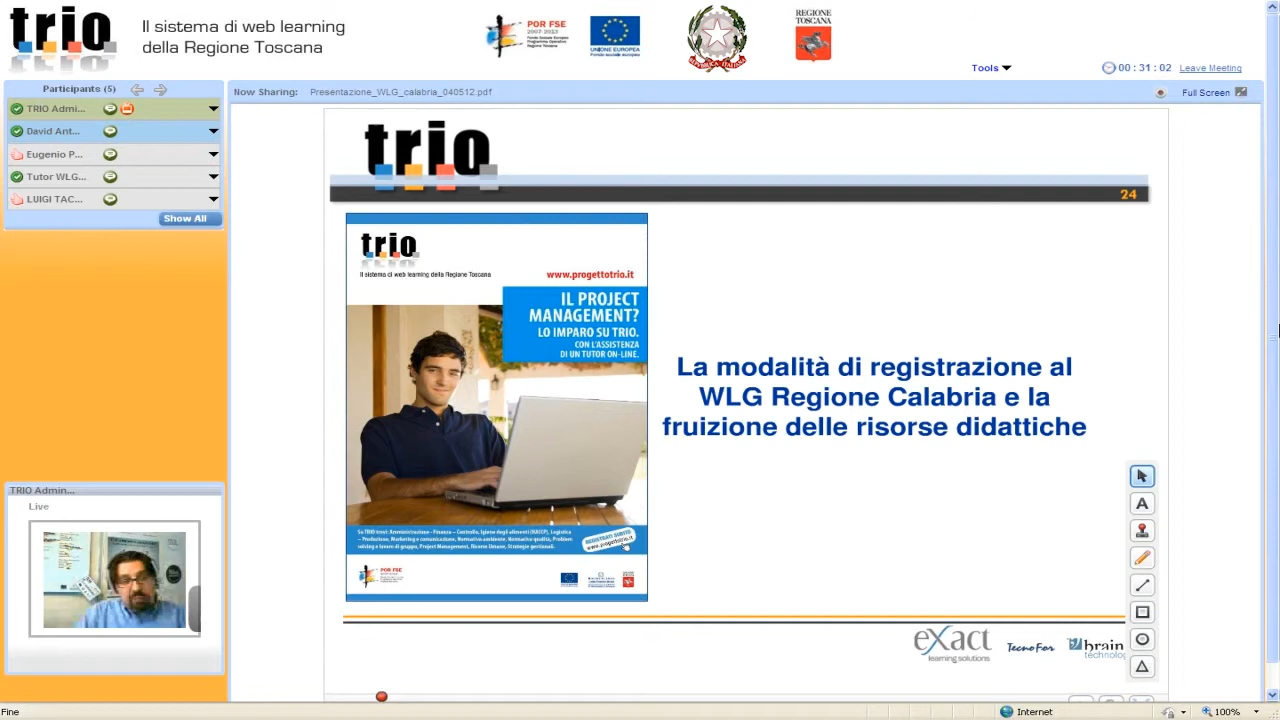 trio
Il sistema di web learning
della Regione Toscana
POR FSE
2007-2013
UNIONE EUROPEA
REGIONE
TOSCANA
Tools
00:31:02
Leave Meeting
Participants (5)
Now Sharing: Presentazione_WLG_calabria_040512.pdf
Full Screen
TRIO Admi...
David Ant...
Eugenio P...
Tutor WLG...
LUIGI TAC...
Show All
trio
24
trio
Il sistema di web learning della Regione Toscana
www.progettotrio.it
IL PROJECT
MANAGEMENT?
LO IMPARO SU TRIO.
CON L'ASSISTENZA
DI UN TUTOR ON-LINE.
La modalità di registrazione al
WLG Regione Calabria e la
fruizione delle risorse didattiche
TRIO Admin...
Live
A
POR FSE
exact
learning solutions
TecnoFor
brain
technolog
Fine
Internet
100%